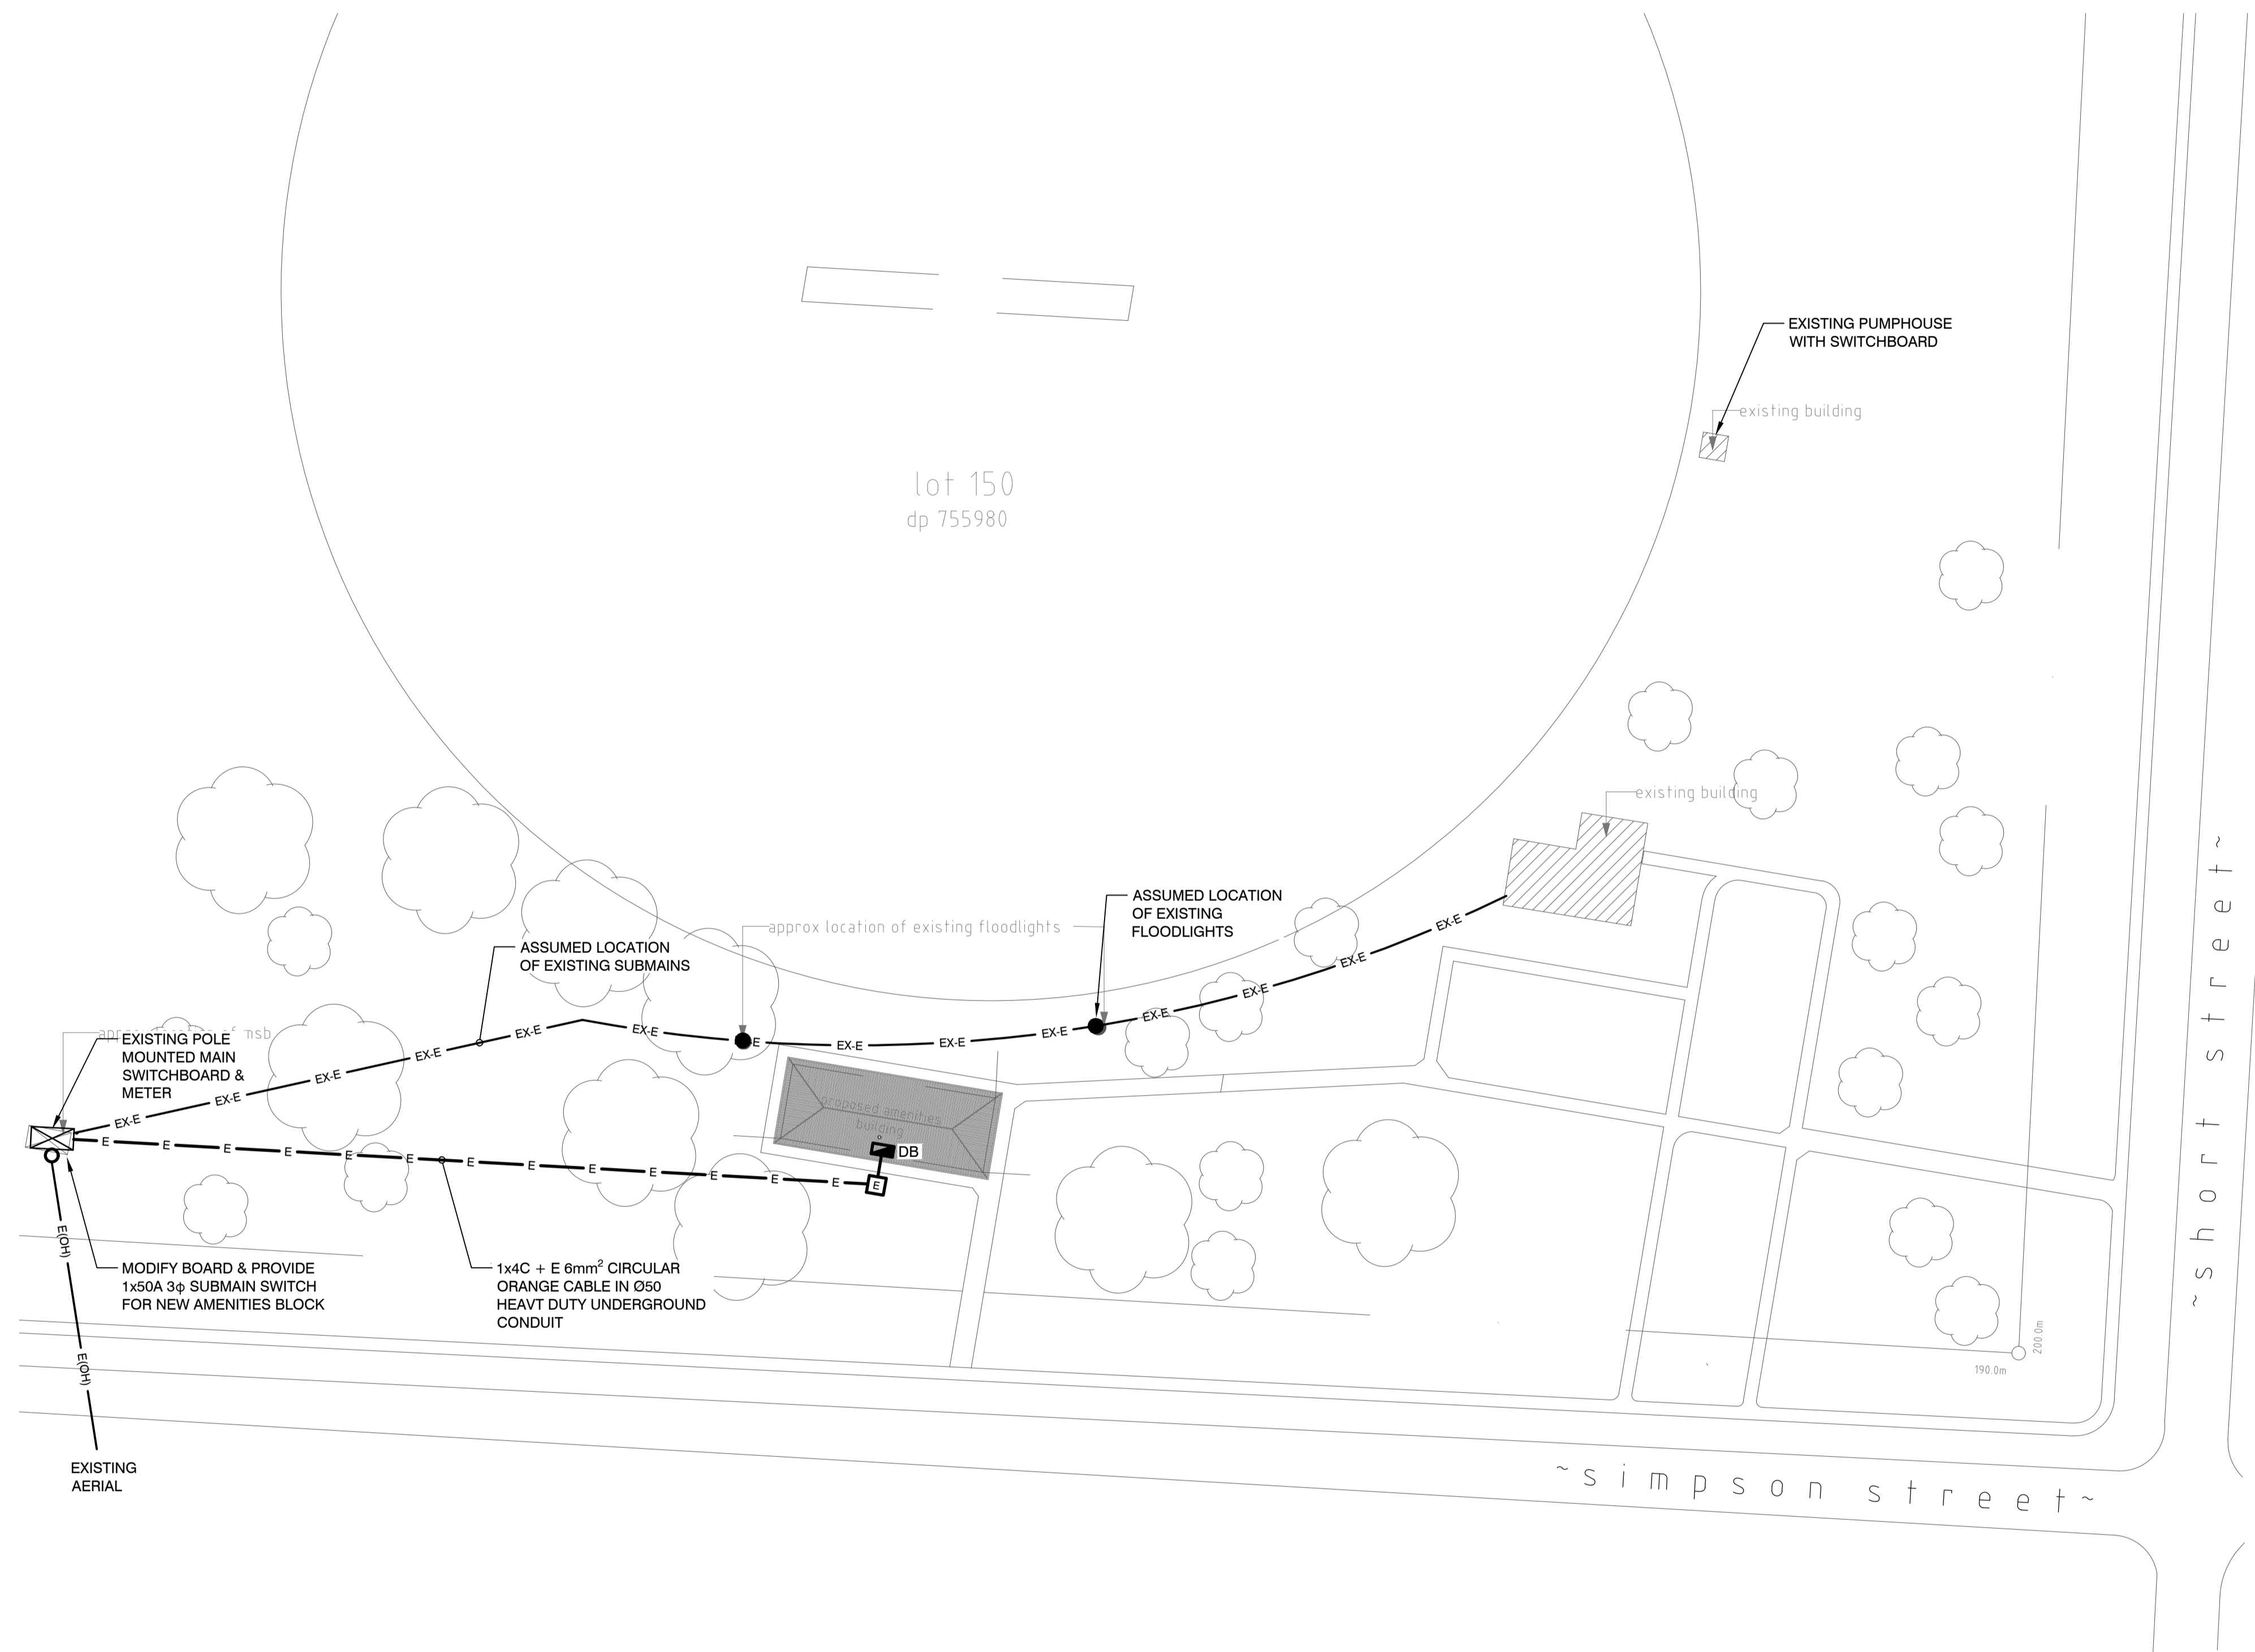 EXISTING PUMPHOUSE
WITH SWITCHBOARD
existing building
lot 150
dp 755980
existing building
ASSUMED LOCATION
OF EXISTING
FLOODLIGHTS
approx location of existing floodlights
ASSUMED LOCATION
OF EXISTING SUBMAINS
msb
EXISTING POLE
MOUNTED MAIN
SWITCHBOARD &
METER
EX-E
EX-E
EX-E
EX-E
EX-E
EX-E
E
EX-E
EX-E
EX-E
EX-E
EX-E
EX-E
EX-E
proposed amenities
building
DB
E
E
E
E
E
E
E
E
E
E
E
E
E
E
E(OH)
E(OH)
MODIFY BOARD & PROVIDE
1x50A 3φ SUBMAIN SWITCH
FOR NEW AMENITIES BLOCK
1x4C + E 6mm² CIRCULAR
ORANGE CABLE IN Ø50
HEAVT DUTY UNDERGROUND
CONDUIT
EXISTING
AERIAL
200.0m
190.0m
~simpson street~
~short street~